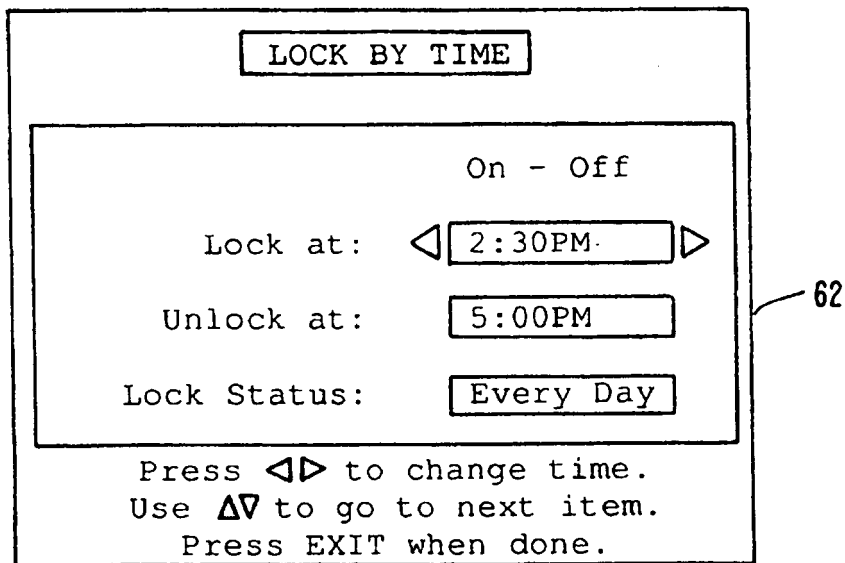 LOCK BY TIME
On - Off
Lock at: ◁ 2:30PM ▷
Unlock at: 5:00PM
62
Lock Status: Every Day
Press ◁▷ to change time.
Use Δ∇ to go to next item.
Press EXIT when done.